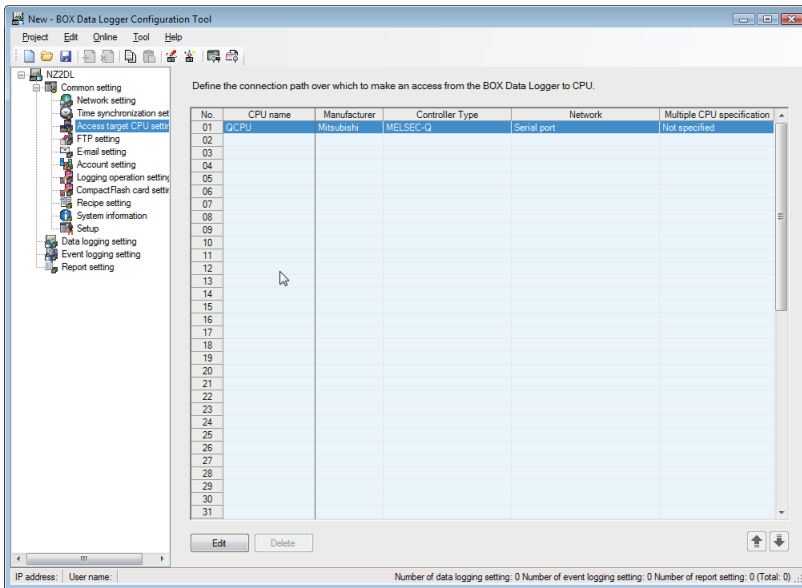 New - BOX Data Logger Configuration Tool
Project Edit Online Tool Help
NZ2DL
Common setting
Network setting
Time synchronization set
Access target CPU settin
FTP setting
E-mail setting
Account setting
Logging operation setting
CompactFlash card settin
Recipe setting
System information
Setup
Data logging setting
Event logging setting
Report setting
Define the connection path over which to make an access from the BOX Data Logger to CPU.
No. CPU name Manufacturer Controller Type Network Multiple CPU specification
01 QCPU Mitsubishi MELSEC-Q Serial port Not specified
02
03
04
05
06
07
08
09
10
11
12
13
14
15
16
17
18
19
20
21
22
23
24
25
26
27
28
29
30
31
Edit Delete
IP address: User name: Number of data logging setting: 0 Number of event logging setting: 0 Number of report setting: 0 (Total: 0)